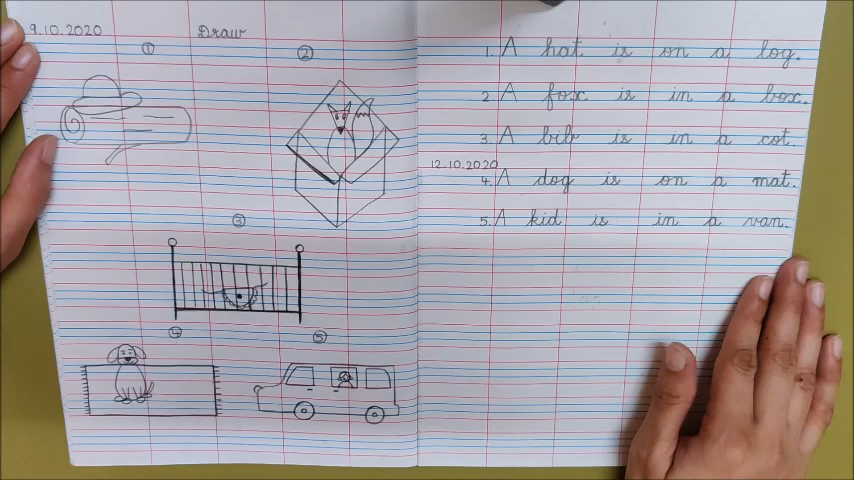 9.10.2020 Draw
①
②
③
④
⑤
1. A hat is on a log.
2. A fox is in a box.
3. A bib is in a cot.
12.10.2020
4. A dog is on a mat.
5. A kid is in a van.